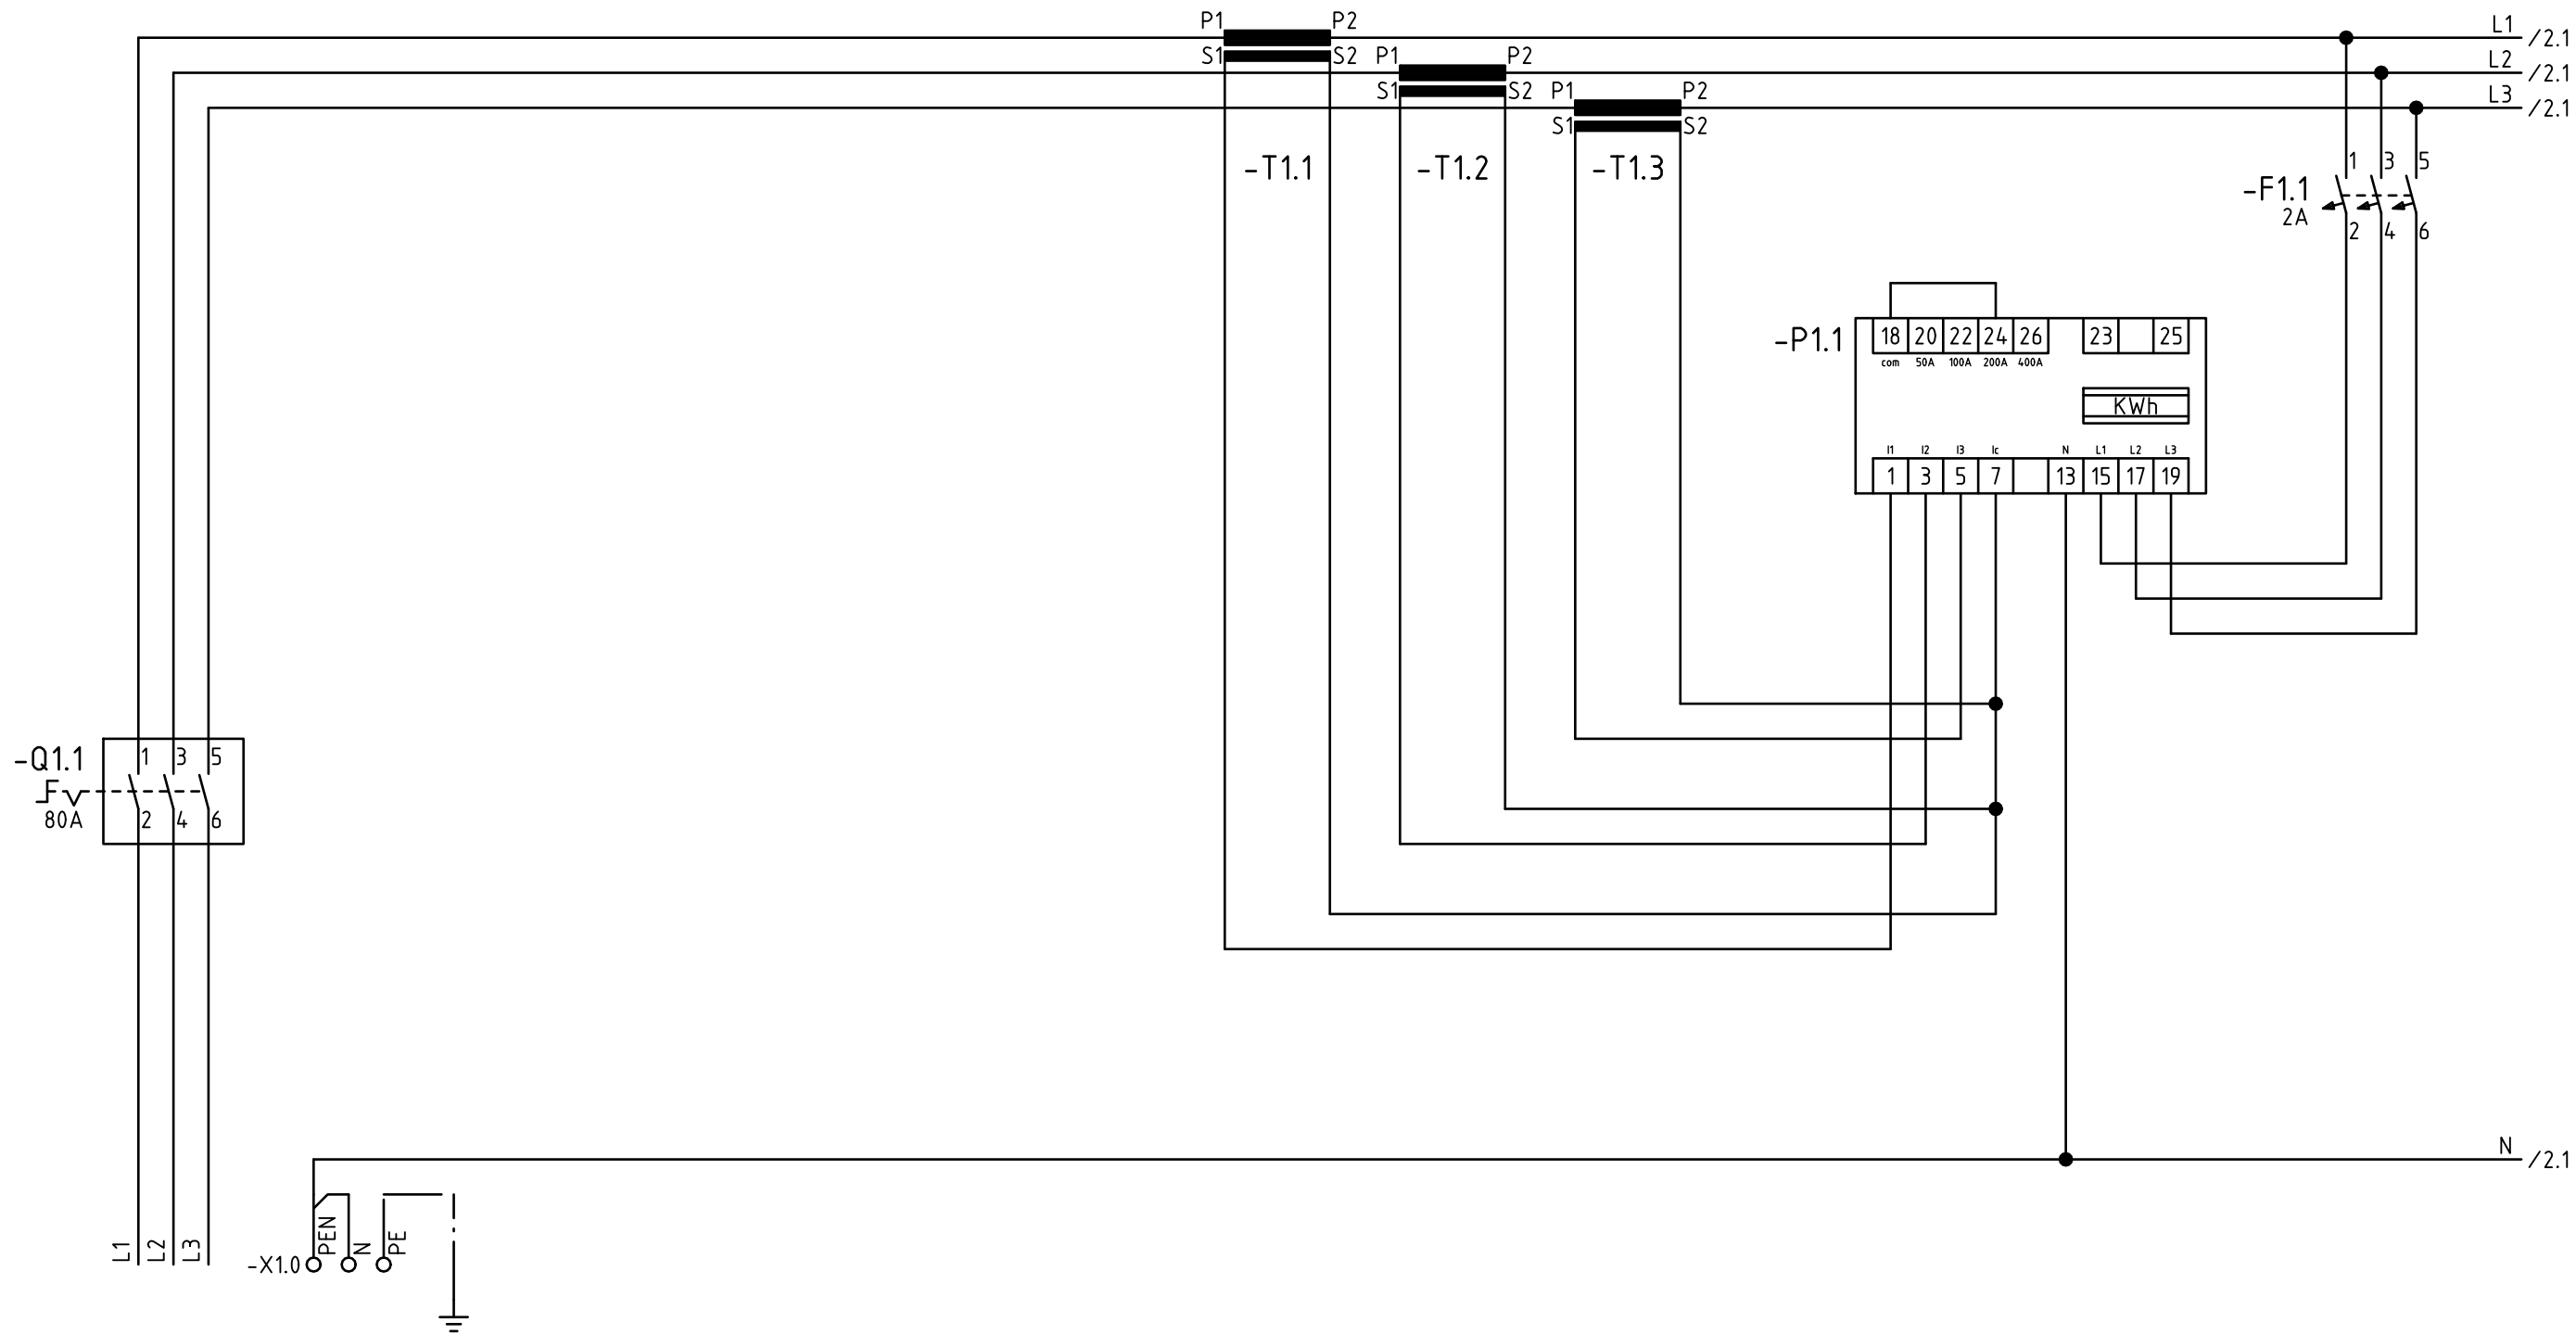 P1 P2 L1 /2.1
S1 S2 P1 P2 L2 /2.1
S1 S2 P1 P2 L3 /2.1
S1 S2
-T1.1 -T1.2 -T1.3
1 3 5
-F1.1
2A
2 4 6
-P1.1
18 20 22 24 26 23 25
com 50A 100A 200A 400A
KWh
I1 I2 I3 Ic N L1 L2 L3
1 3 5 7 13 15 17 19
-Q1.1
1 3 5
80A
2 4 6
N /2.1
L1 L2 L3
-X1.0
PEN N PE